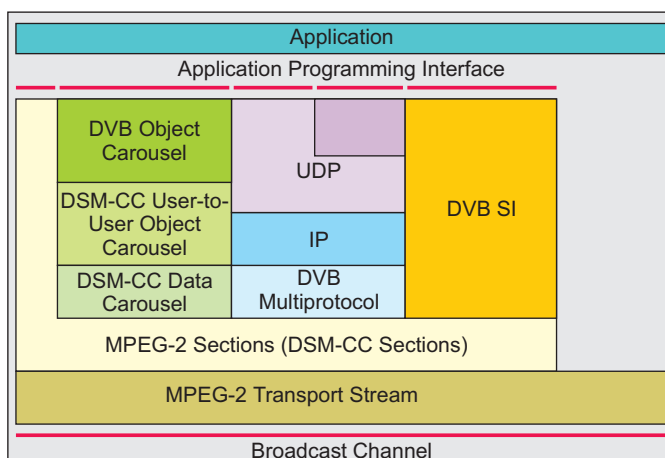 Application
Application Programming Interface
DVB Object
Carousel
DSM-CC User-to-
User Object
Carousel
DSM-CC Data
Carousel
UDP
IP
DVB
Multiprotocol
DVB SI
MPEG-2 Sections (DSM-CC Sections)
MPEG-2 Transport Stream
Broadcast Channel